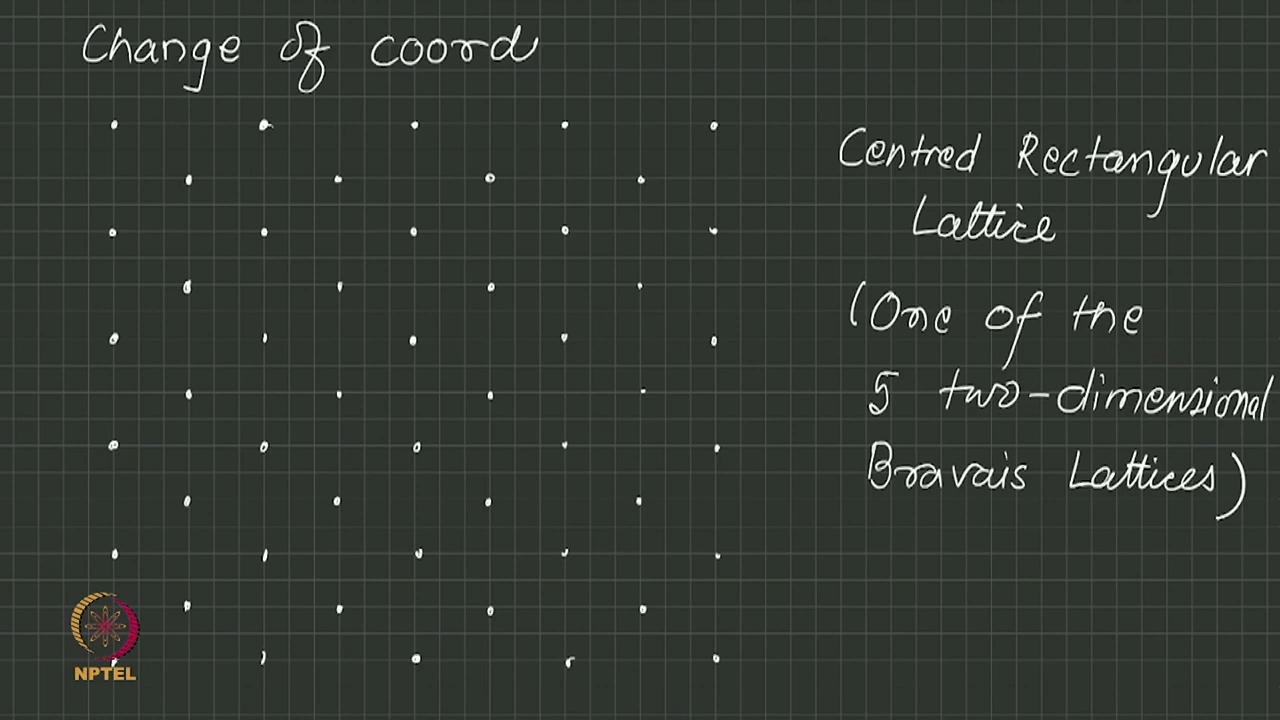 Change of coord
Centred Rectangular
Lattice
(One of the
5 two-dimensional
Bravais Lattices)
NPTEL